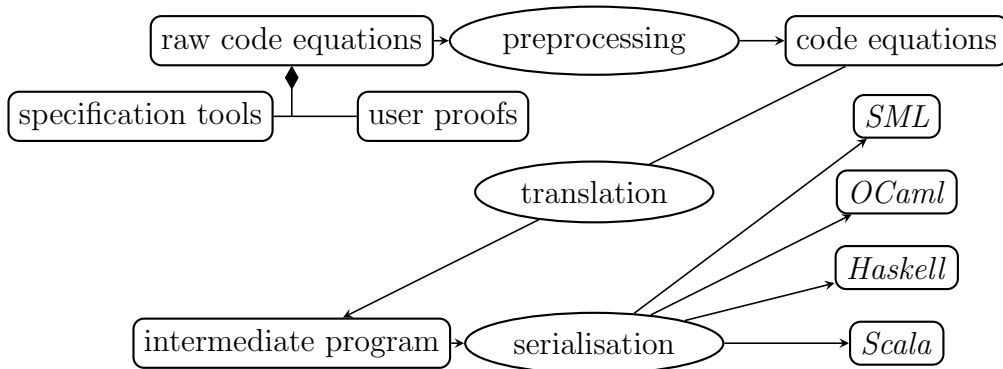 raw code equations
preprocessing
code equations
specification tools
user proofs
SML
translation
OCaml
Haskell
intermediate program
serialisation
Scala